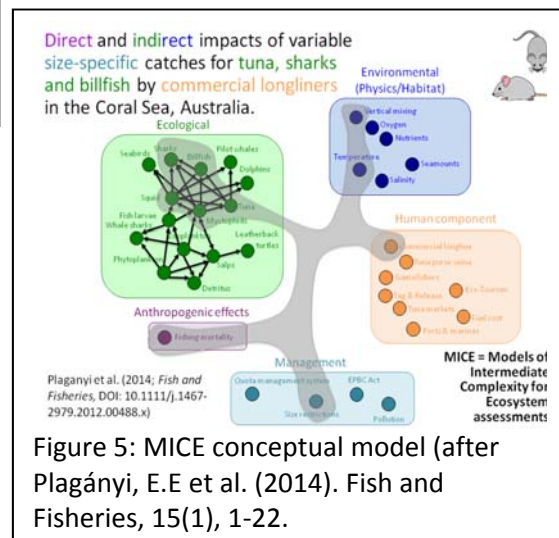 Direct and indirect impacts of variable
size-specific catches for tuna, sharks
and billfish by commercial longliners
in the Coral Sea, Australia.
Ecological
Seabirds
Sharks
Billfish
Pilot whales
Dolphins
Squid
Tuna
Fish larvae
Myctophids
Whale sharks
Leatherback
turtles
Phytoplankton
Salps
Detritus
Environmental
(Physics/Habitat)
Vertical mixing
Oxygen
Nutrients
Temperature
Seamounts
Salinity
Human component
Commercial longline
Tuna purse seine
Gamefishers
Tag & Release
Eco-Tourism
Tuna markets
Fuel cost
Ports & marinas
Anthropogenic effects
Fishing mortality
Management
Quota management system
EPBC Act
Size restrictions
Pollution
Plaganyi et al. (2014; Fish and
Fisheries, DOI: 10.1111/j.1467-
2979.2012.00488.x)
MICE = Models of
Intermediate
Complexity for
Ecosystem
assessments
Figure 5: MICE conceptual model (after
Plagányi, E.E et al. (2014). Fish and
Fisheries, 15(1), 1-22.